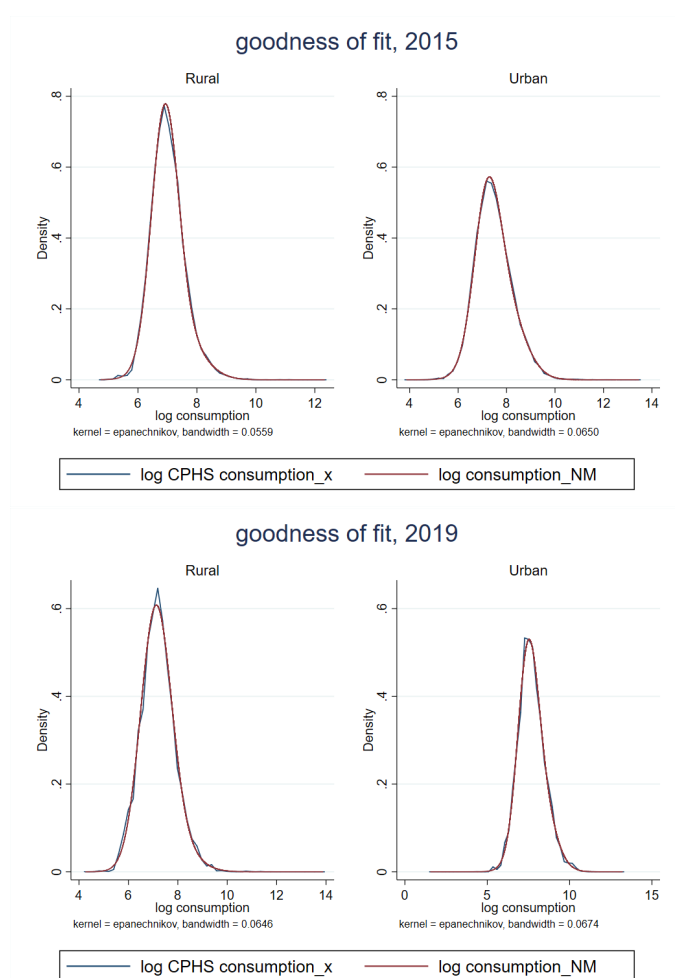 goodness of fit, 2015
Rural
Urban
Density
0 .2 .4 .6 .8
4 6 8 10 12
log consumption
kernel = epanechnikov, bandwidth = 0.0559
Density
0 .2 .4 .6 .8
4 6 8 10 12 14
log consumption
kernel = epanechnikov, bandwidth = 0.0650
log CPHS consumption_x log consumption_NM
goodness of fit, 2019
Rural
Urban
Density
0 .2 .4 .6
4 6 8 10 12 14
log consumption
kernel = epanechnikov, bandwidth = 0.0646
Density
0 .2 .4 .6
0 5 10 15
log consumption
kernel = epanechnikov, bandwidth = 0.0674
log CPHS consumption_x log consumption_NM